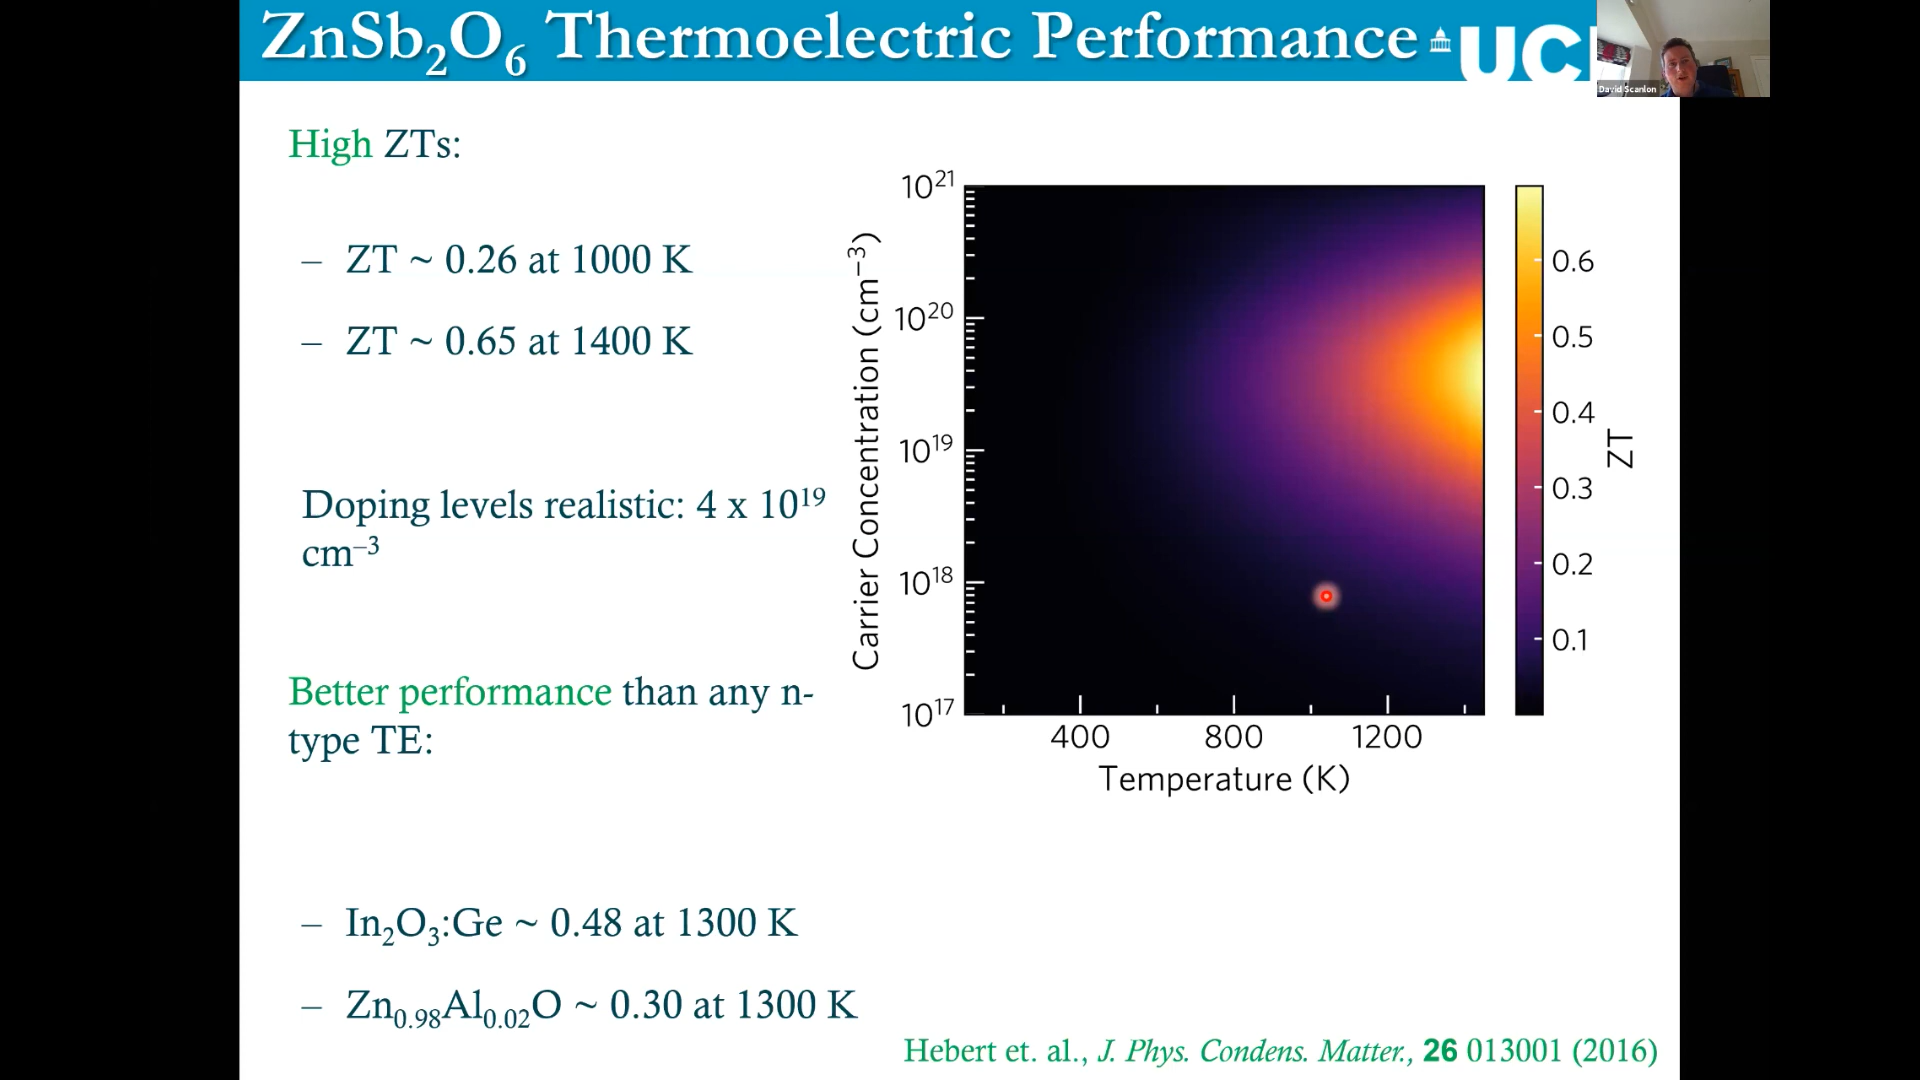 ZnSb₂O₆ Thermoelectric Performance
UC
David Scanlon
High ZTs:
– ZT ~ 0.26 at 1000 K
– ZT ~ 0.65 at 1400 K
Doping levels realistic: 4 x 10¹⁹
cm⁻³
Better performance than any n-
type TE:
– In₂O₃:Ge ~ 0.48 at 1300 K
– Zn₀.₉₈Al₀.₀₂O ~ 0.30 at 1300 K
Carrier Concentration (cm⁻³)
10²¹
10²⁰
10¹⁹
10¹⁸
10¹⁷
400 800 1200
Temperature (K)
0.6
0.5
0.4
0.3
0.2
0.1
ZT
Hebert et. al., J. Phys. Condens. Matter., 26 013001 (2016)